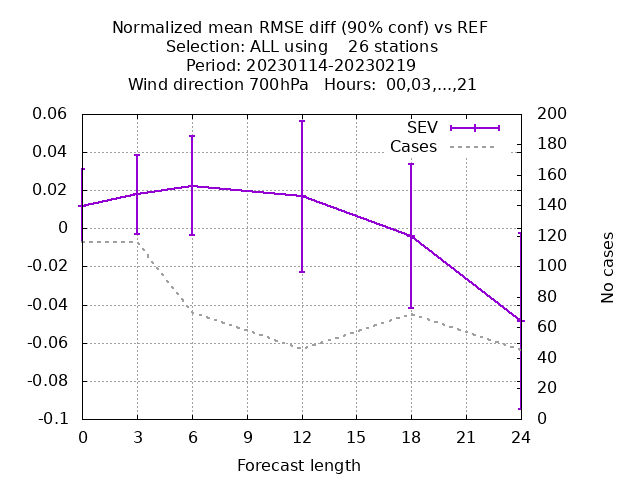 Normalized mean RMSE diff (90% conf) vs REF
Selection: ALL using    26 stations
Period: 20230114-20230219
Wind direction 700hPa   Hours:  00,03,...,21
SEV
Cases
0.06
0.04
0.02
0
-0.02
-0.04
-0.06
-0.08
-0.1
200
180
160
140
120
100
80
60
40
20
0
No cases
0 3 6 9 12 15 18 21 24
Forecast length